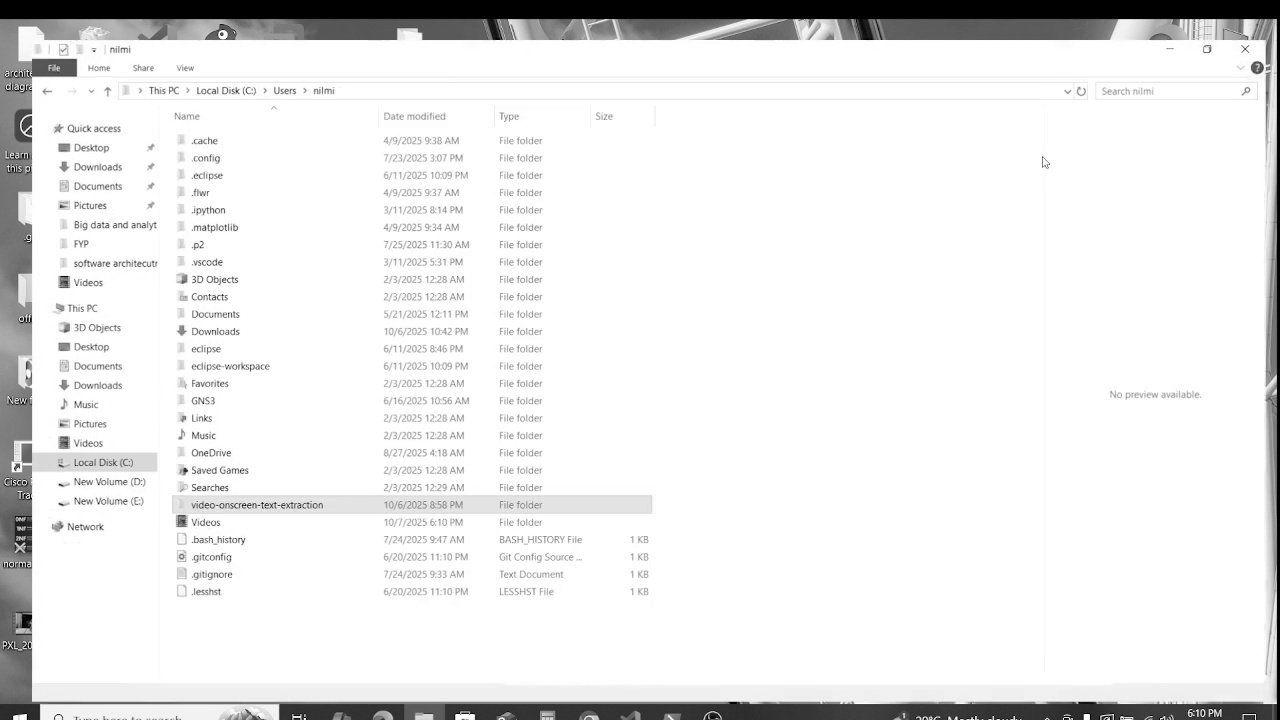 nilmi
File Home Share View
This PC Local Disk (C:) Users nilmi Search nilmi
Name Date modified Type Size
Quick access
Desktop
Downloads
Documents
Pictures
Big data and analyt
FYP
software architecutr
Videos
This PC
3D Objects
Desktop
Documents
Downloads
Music
Pictures
Videos
Local Disk (C:)
New Volume (D:)
New Volume (E:)
Network
.cache 4/9/2025 9:38 AM File folder
.config 7/23/2025 3:07 PM File folder
.eclipse 6/11/2025 10:09 PM File folder
.flwr 4/9/2025 9:37 AM File folder
.ipython 3/11/2025 8:14 PM File folder
.matplotlib 4/9/2025 9:34 AM File folder
.p2 7/25/2025 11:30 AM File folder
.vscode 3/11/2025 5:31 PM File folder
3D Objects 2/3/2025 12:28 AM File folder
Contacts 2/3/2025 12:28 AM File folder
Documents 5/21/2025 12:11 PM File folder
Downloads 10/6/2025 10:42 PM File folder
eclipse 6/11/2025 8:46 PM File folder
eclipse-workspace 6/11/2025 10:09 PM File folder
Favorites 2/3/2025 12:28 AM File folder
GNS3 6/16/2025 10:56 AM File folder
Links 2/3/2025 12:28 AM File folder
Music 2/3/2025 12:28 AM File folder
OneDrive 8/27/2025 4:18 AM File folder
Saved Games 2/3/2025 12:28 AM File folder
Searches 2/3/2025 12:29 AM File folder
video-onscreen-text-extraction 10/6/2025 8:58 PM File folder
Videos 10/7/2025 6:10 PM File folder
.bash_history 7/24/2025 9:47 AM BASH_HISTORY File 1 KB
.gitconfig 6/20/2025 11:10 PM Git Config Source ... 1 KB
.gitignore 7/24/2025 9:33 AM Text Document 1 KB
.lesshst 6/20/2025 11:10 PM LESSHST File 1 KB
No preview available.
Type here to search
6:10 PM